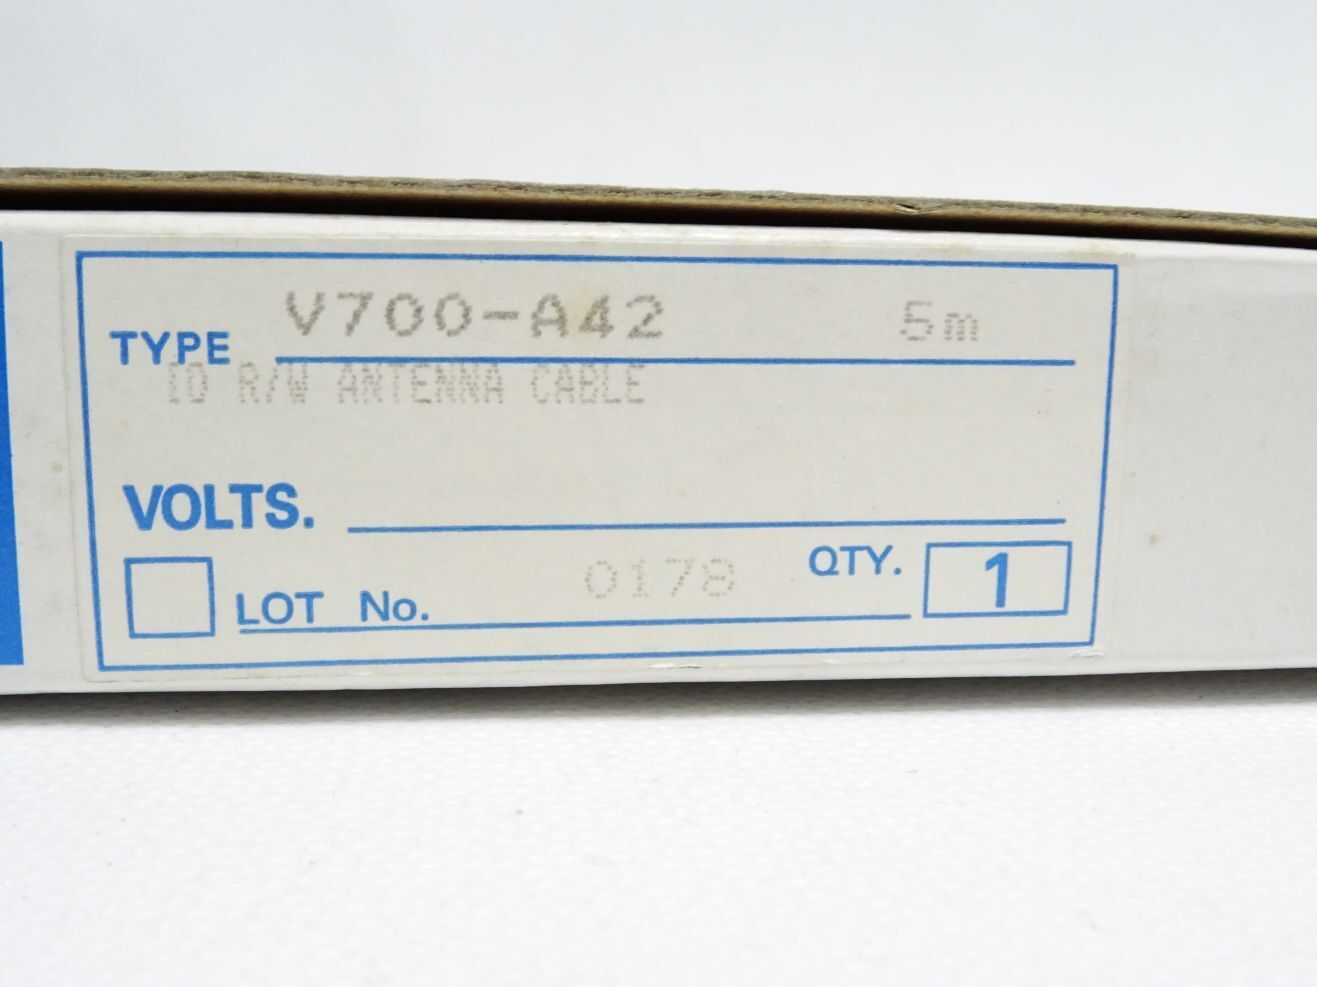 TYPE V700-A42 5m
ID R/W ANTENNA CABLE
VOLTS.
LOT No. 0178 QTY. 1